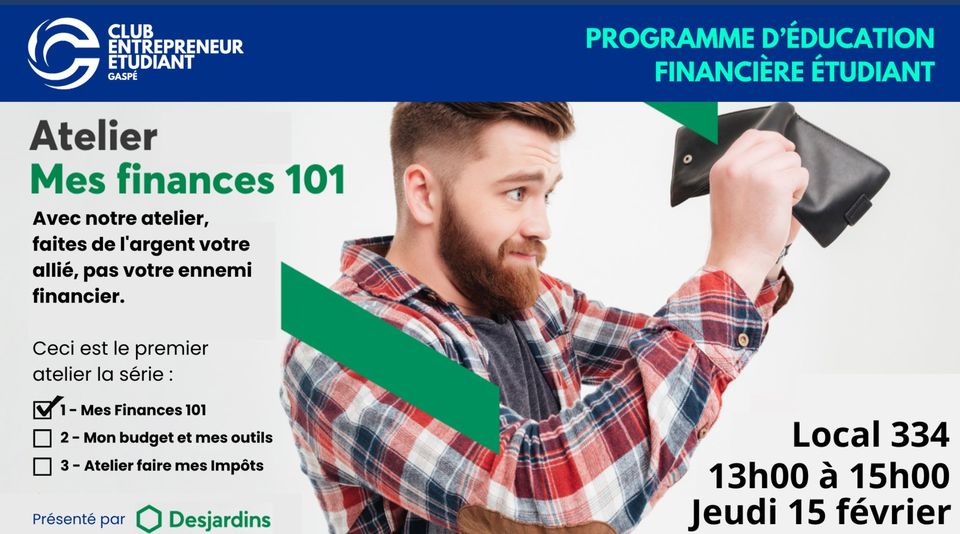 CLUB
ENTREPRENEUR
ETUDIANT
GASPÉ
PROGRAMME D'ÉDUCATION
FINANCIÈRE ÉTUDIANT
Atelier
Mes finances 101
Avec notre atelier,
faites de l'argent votre
allié, pas votre ennemi
financier.
Ceci est le premier
atelier la série :
1 - Mes Finances 101
2 - Mon budget et mes outils
3 - Atelier faire mes Impôts
Présenté par Desjardins
Local 334
13h00 à 15h00
Jeudi 15 février